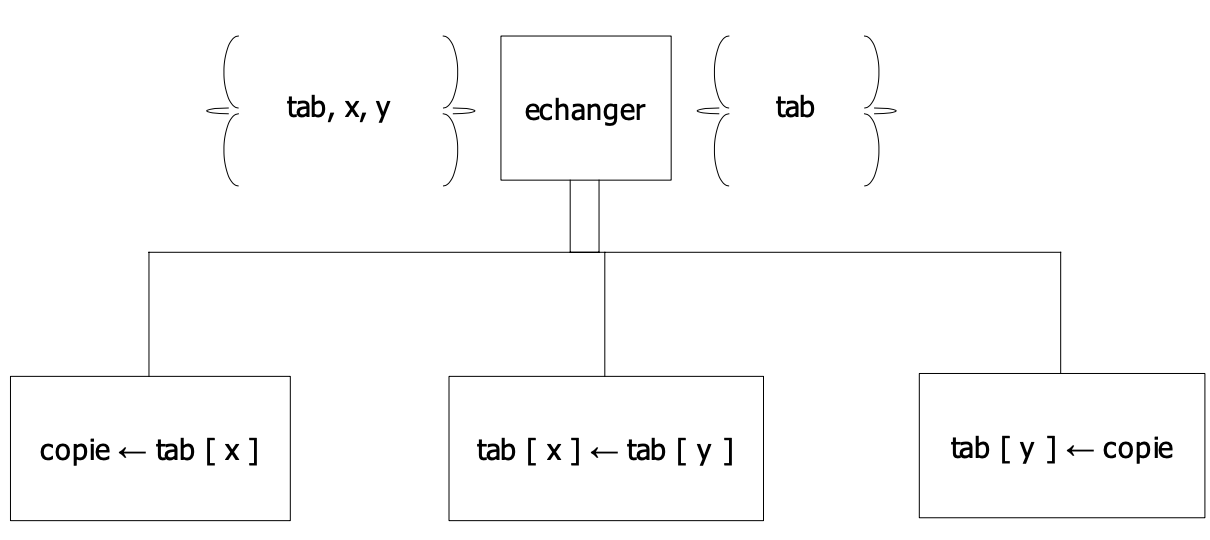 tab, x, y
echanger
tab
copie ← tab [ x ]
tab [ x ] ← tab [ y ]
tab [ y ] ← copie